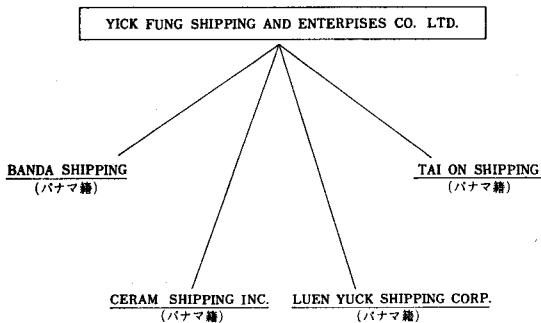 YICK FUNG SHIPPING AND ENTERPISES CO. LTD.
BANDA SHIPPING
(パナマ籍)
TAI ON SHIPPING
(パナマ籍)
CERAM SHIPPING INC.
(パナマ籍)
LUEN YUCK SHIPPING CORP.
(パナマ籍)